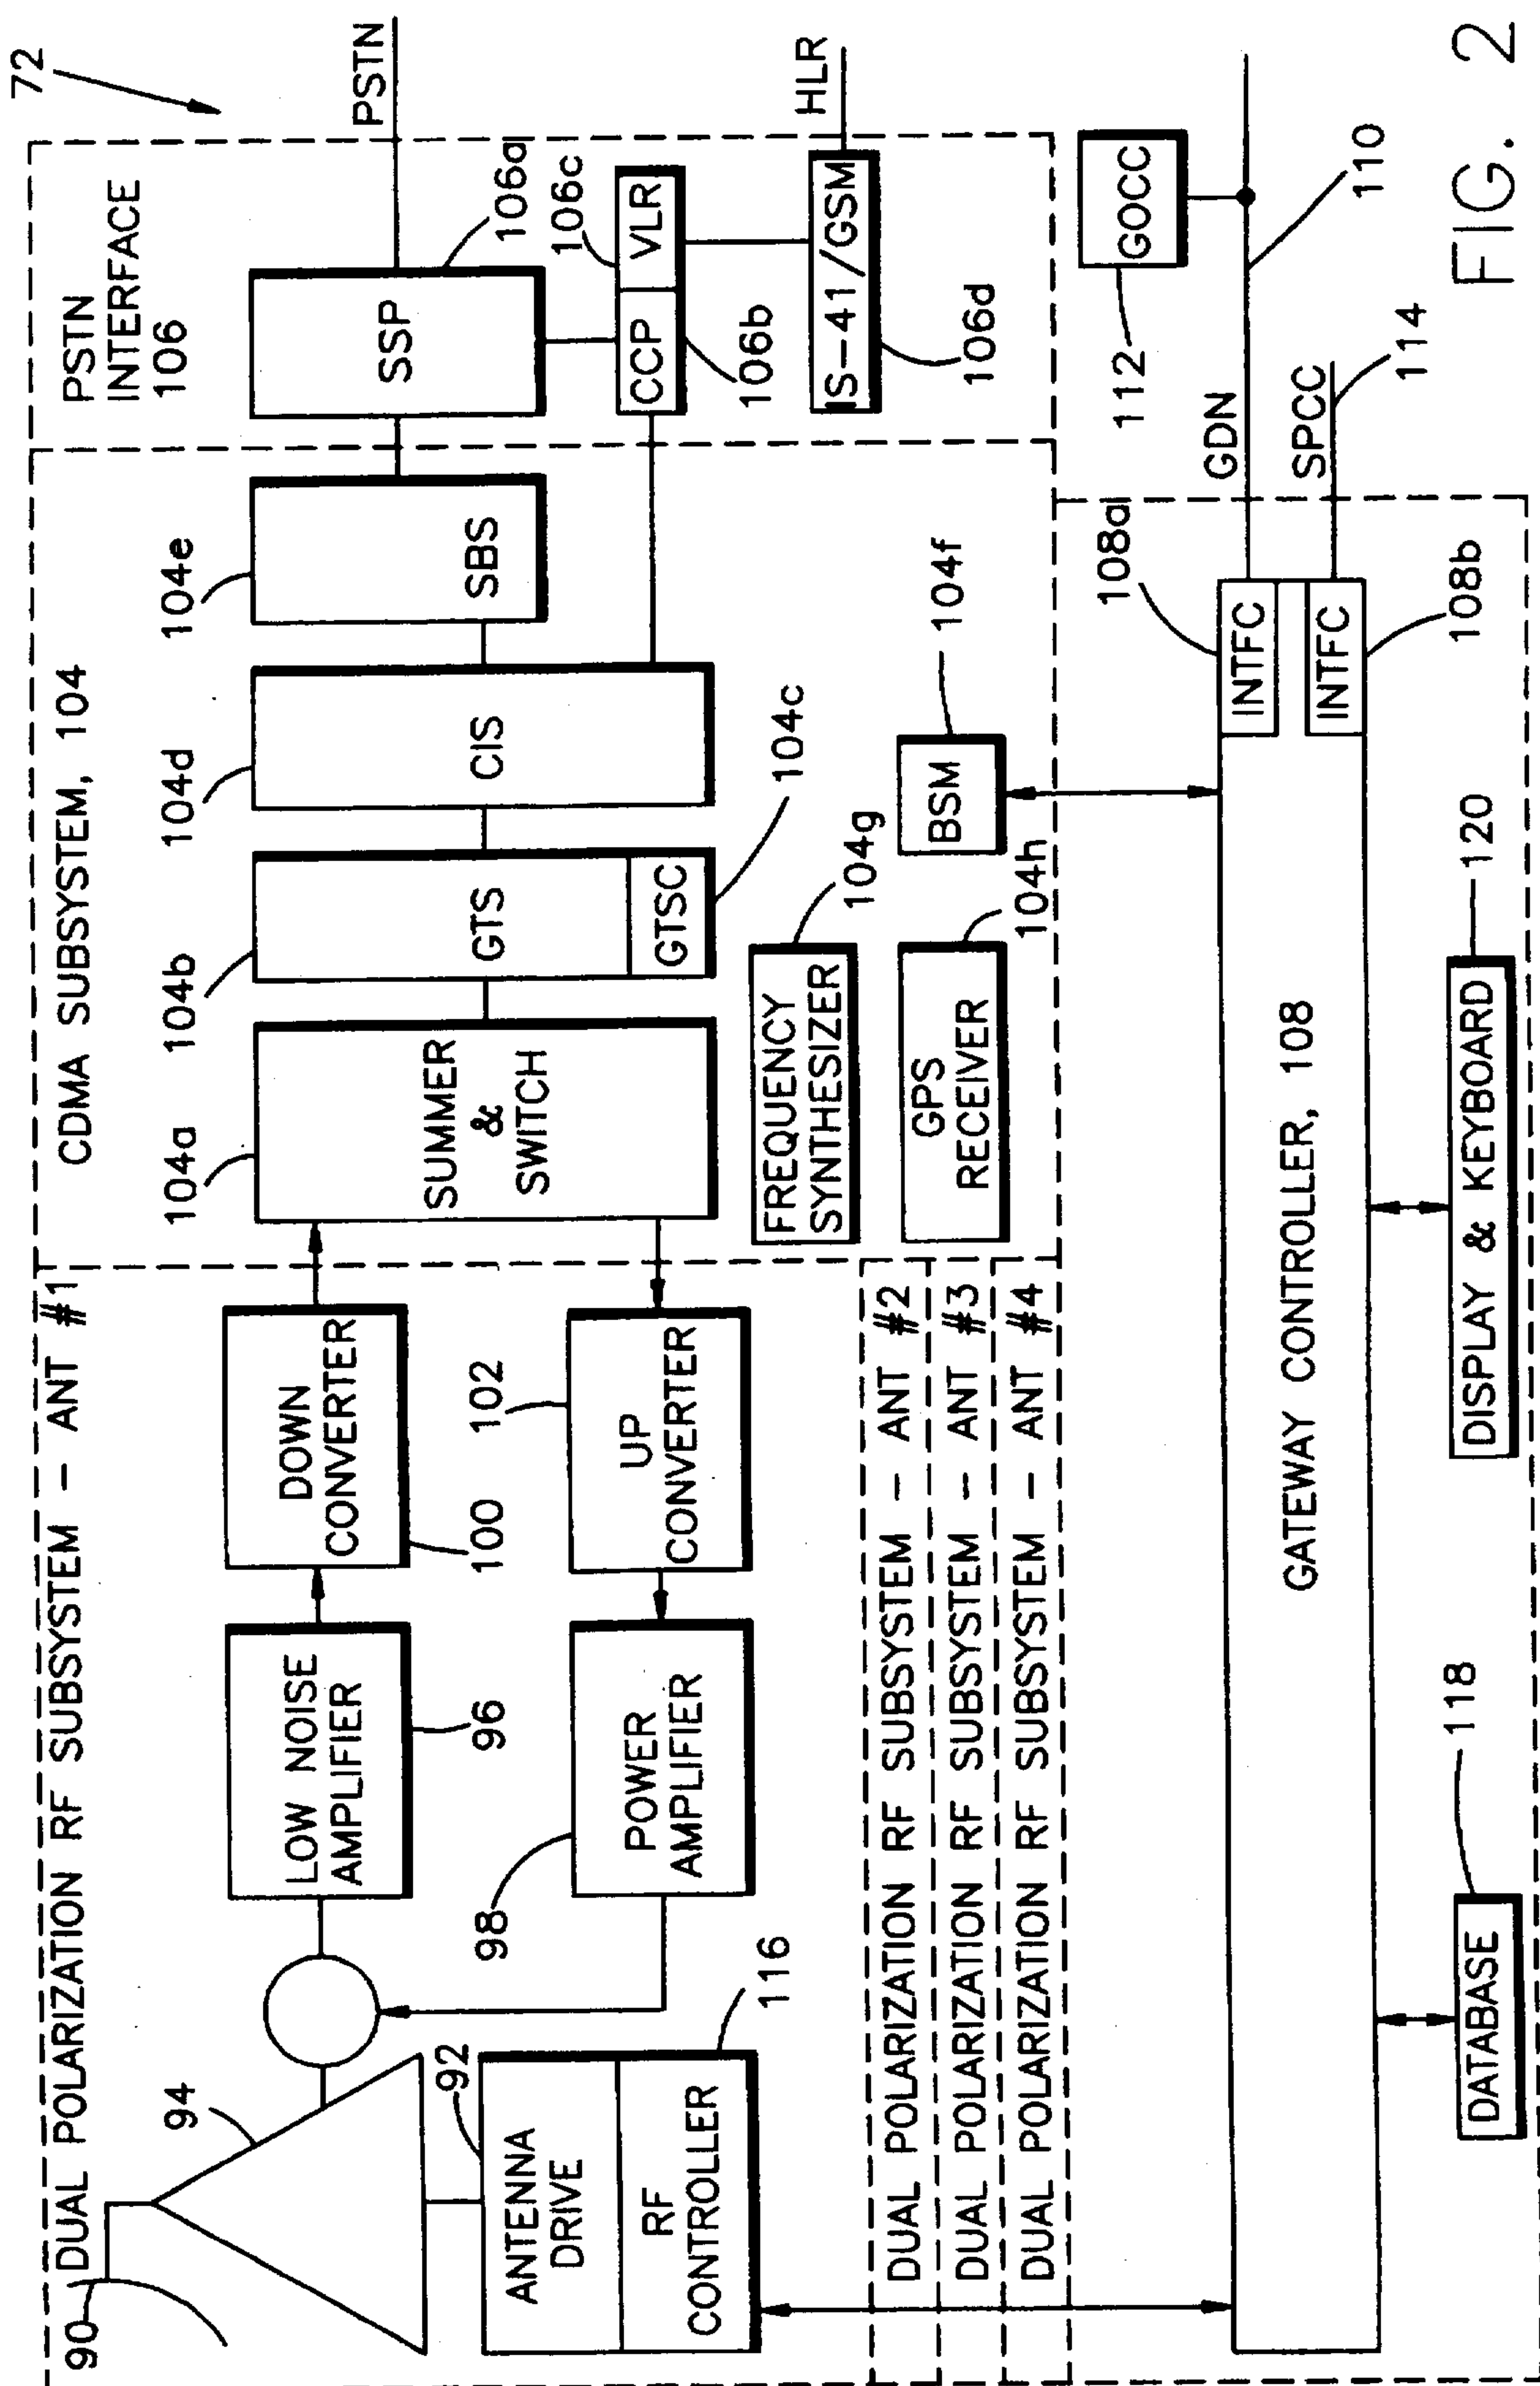 72
DUAL POLARIZATION RF SUBSYSTEM - ANT #1
CDMA SUBSYSTEM, 104
PSTN
INTERFACE
106
PSTN
90
94
LOW NOISE
AMPLIFIER
96
DOWN
CONVERTER
100
104a
SUMMER
&
SWITCH
104b
GTS
GTSC
104c
104d
CIS
104e
SBS
SSP
106a
106c
CCP
VLR
106b
HLR
IS-41/GSM
106d
92
ANTENNA
DRIVE
RF
CONTROLLER
116
98
POWER
AMPLIFIER
102
UP
CONVERTER
FREQUENCY
SYNTHESIZER
104g
GPS
RECEIVER
104h
BSM
104f
DUAL POLARIZATION RF SUBSYSTEM - ANT #2
DUAL POLARIZATION RF SUBSYSTEM - ANT #3
DUAL POLARIZATION RF SUBSYSTEM - ANT #4
GATEWAY CONTROLLER, 108
108a
INTFC
INTFC
108b
GDN
SPCC
112
GOCC
110
114
DATABASE
118
DISPLAY & KEYBOARD
120
FIG. 2